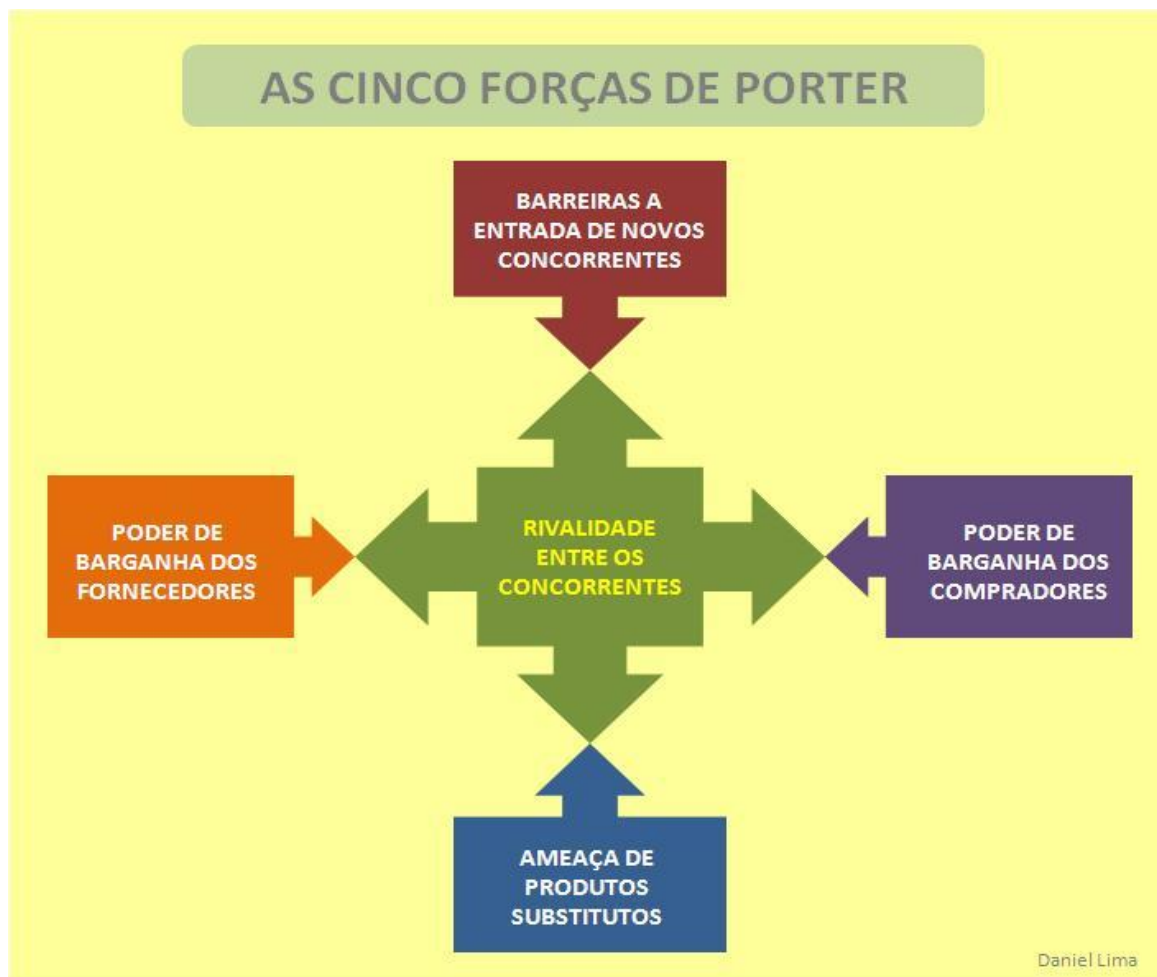 AS CINCO FORÇAS DE PORTER
BARREIRAS A
ENTRADA DE NOVOS
CONCORRENTES
PODER DE
BARGANHA DOS
FORNECEDORES
RIVALIDADE
ENTRE OS
CONCORRENTES
PODER DE
BARGANHA DOS
COMPRADORES
AMEAÇA DE
PRODUTOS
SUBSTITUTOS
Daniel Lima